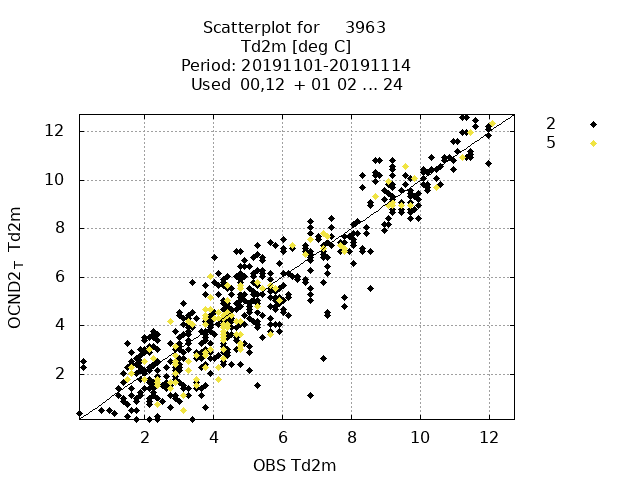 Scatterplot for 3963
Td2m [deg C]
Period: 20191101-20191114
Used 00,12 + 01 02 ... 24
2
5
OCND2_T Td2m
12
10
8
6
4
2
2 4 6 8 10 12
OBS Td2m